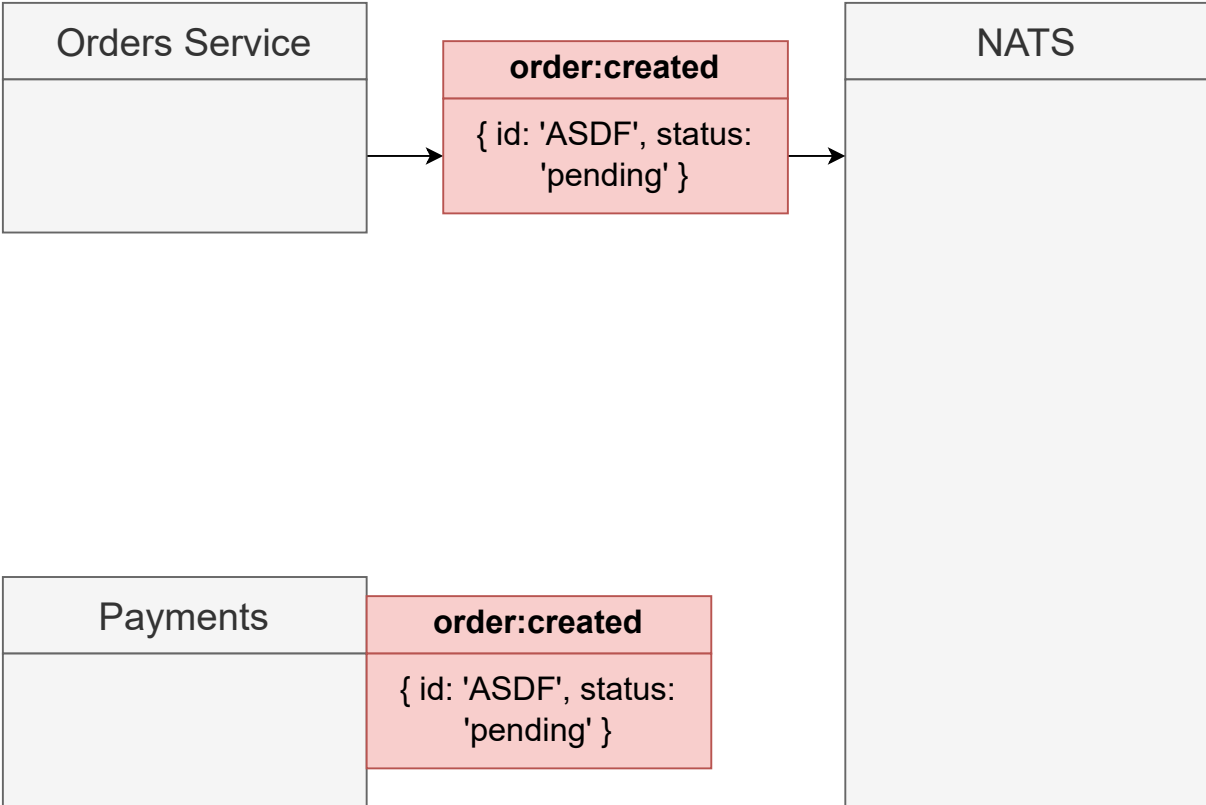 Orders Service
order:created
NATS
{ id: 'ASDF', status:
'pending' }
Payments
order:created
{ id: 'ASDF', status:
'pending' }